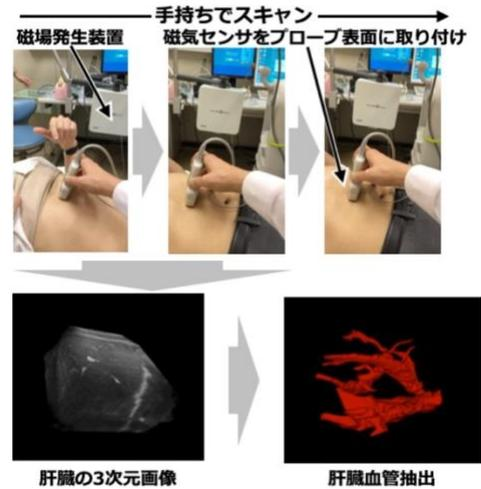 手持ちでスキャン
磁場発生装置
磁気センサをプローブ表面に取り付け
肝臓の3次元画像
肝臓血管抽出